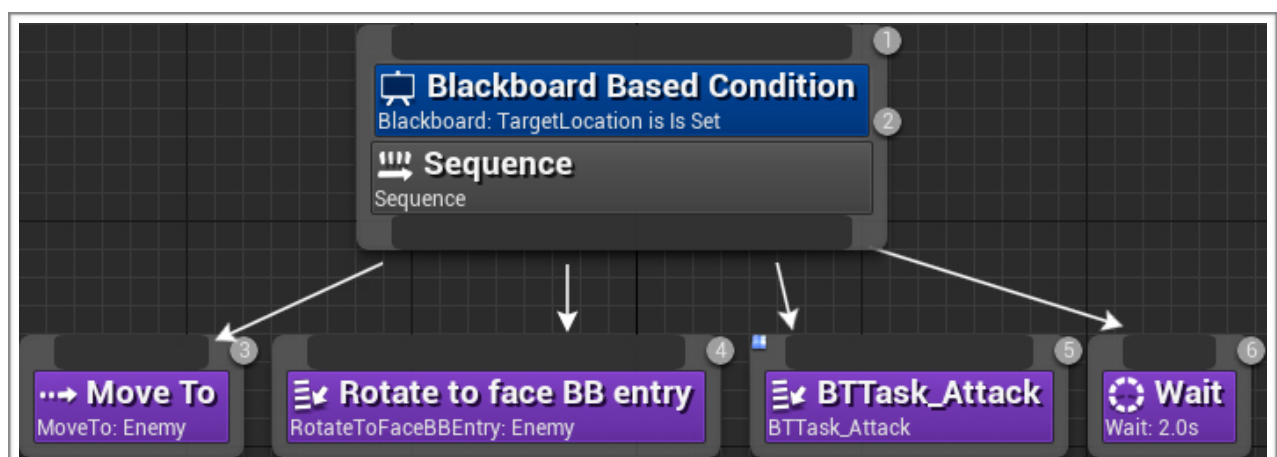 1
Blackboard Based Condition
Blackboard: TargetLocation is Is Set
2
Sequence
Sequence
3
Move To
MoveTo: Enemy
4
Rotate to face BB entry
RotateToFaceBBEntry: Enemy
5
BTTask_Attack
BTTask_Attack
6
Wait
Wait: 2.0s